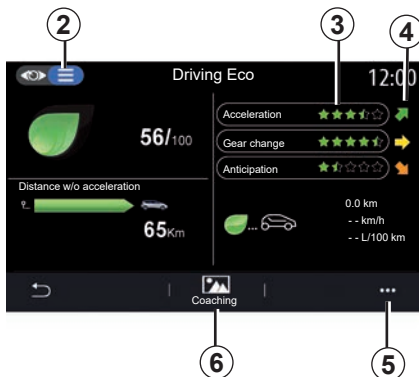 2
3
4
Driving Eco
12:00
56/100
Acceleration
Gear change
Anticipation
Distance w/o acceleration
65Km
0.0 km
- - km/h
- - L/100 km
Coaching
6
5